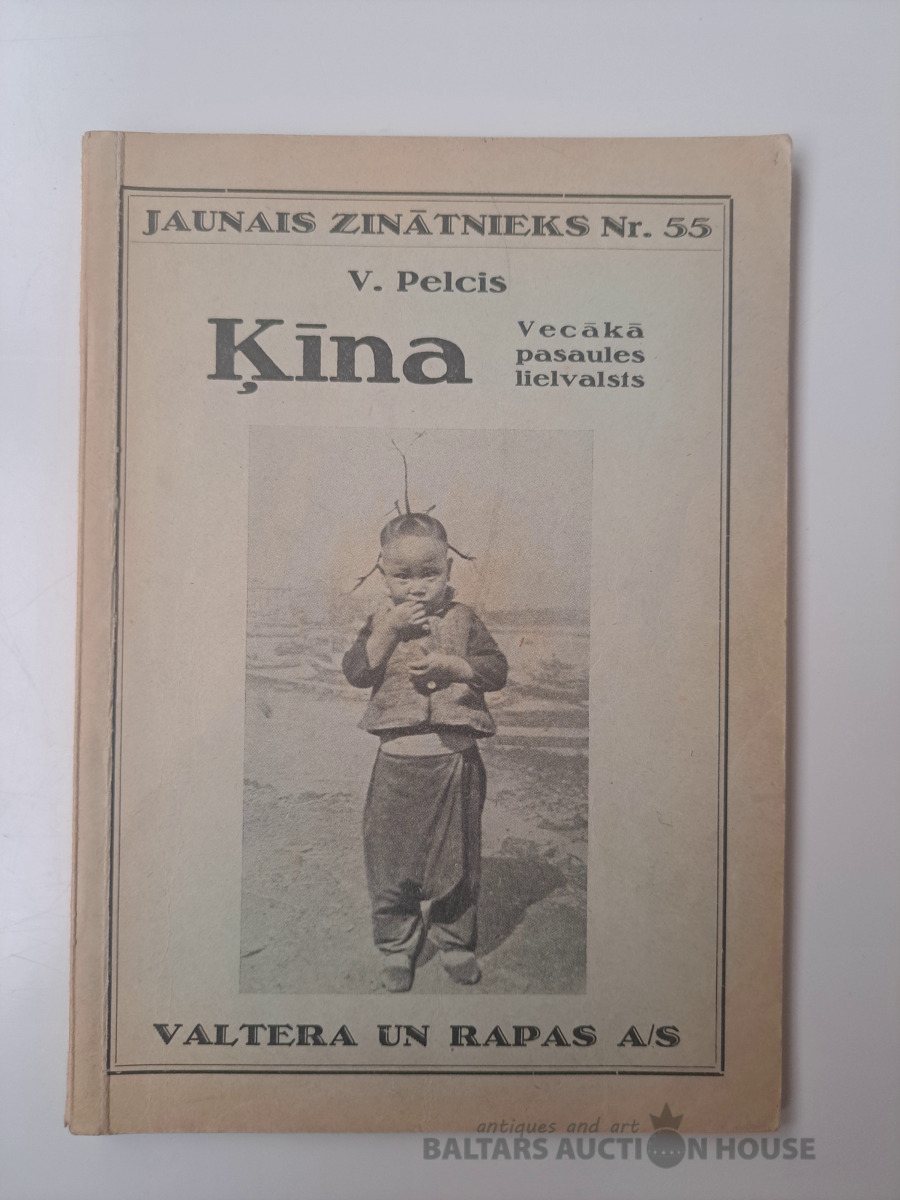 JAUNAIS ZINĀTNIEKS Nr. 55
V. Pelcis
Ķīna
Vecākā
pasaules
lielvalsts
VALTERA UN RAPAS A/S
antiques and art
BALTARS AUCTION HOUSE